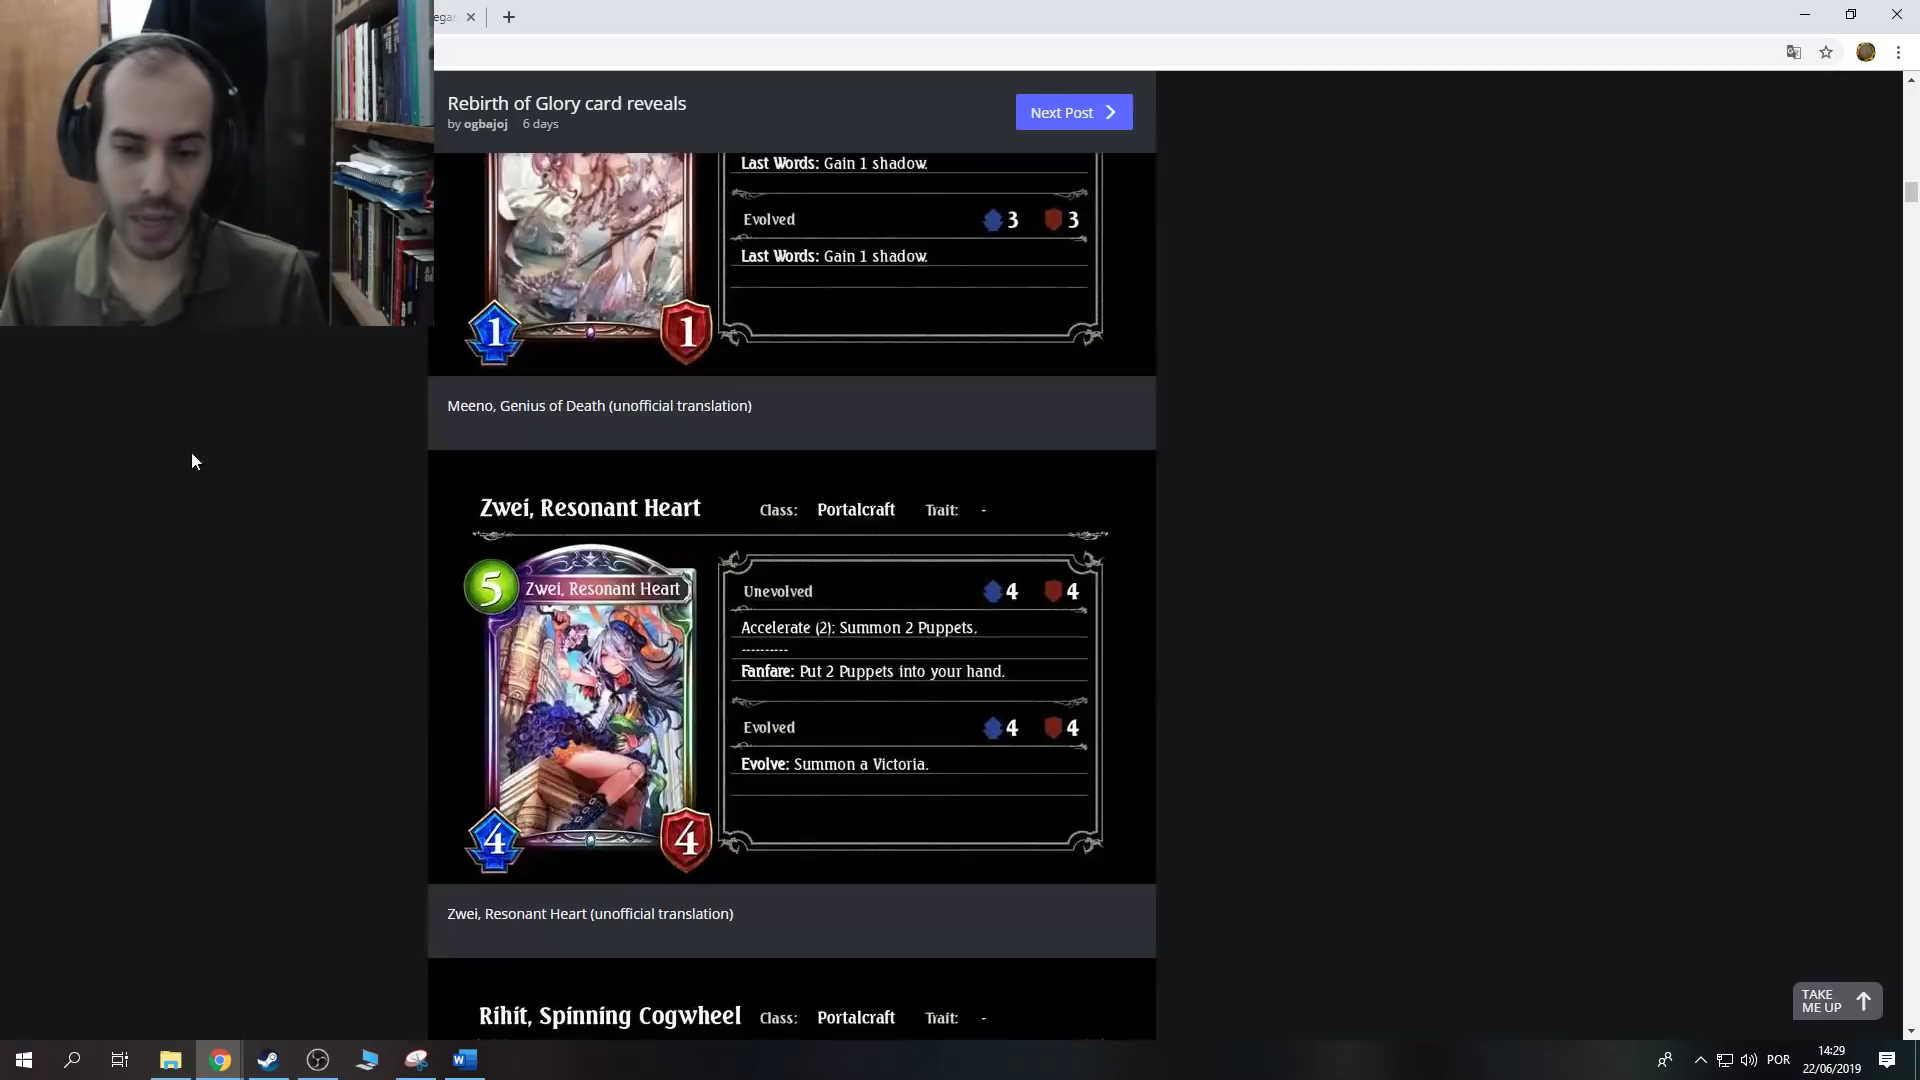 egar
Rebirth of Glory card reveals
by ogbajoj 6 days
Next Post
Last Words: Gain 1 shadow.
Evolved 3 3
Last Words: Gain 1 shadow.
1 1
Meeno, Genius of Death (unofficial translation)
Zwei, Resonant Heart Class: Portalcraft Trait: -
5 Zwei, Resonant Heart
Unevolved 4 4
Accelerate (2): Summon 2 Puppets.
----------
Fanfare: Put 2 Puppets into your hand.
Evolved 4 4
Evolve: Summon a Victoria.
4 4
Zwei, Resonant Heart (unofficial translation)
Rihit, Spinning Cogwheel Class: Portalcraft Trait: -
TAKE
ME UP
POR
14:29
22/06/2019